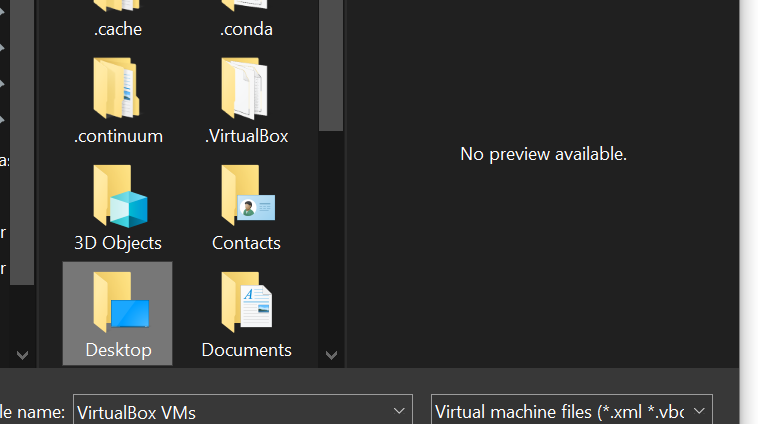 .cache .conda
.continuum .VirtualBox
No preview available.
3D Objects Contacts
Desktop Documents
le name: VirtualBox VMs Virtual machine files (*.xml *.vbc